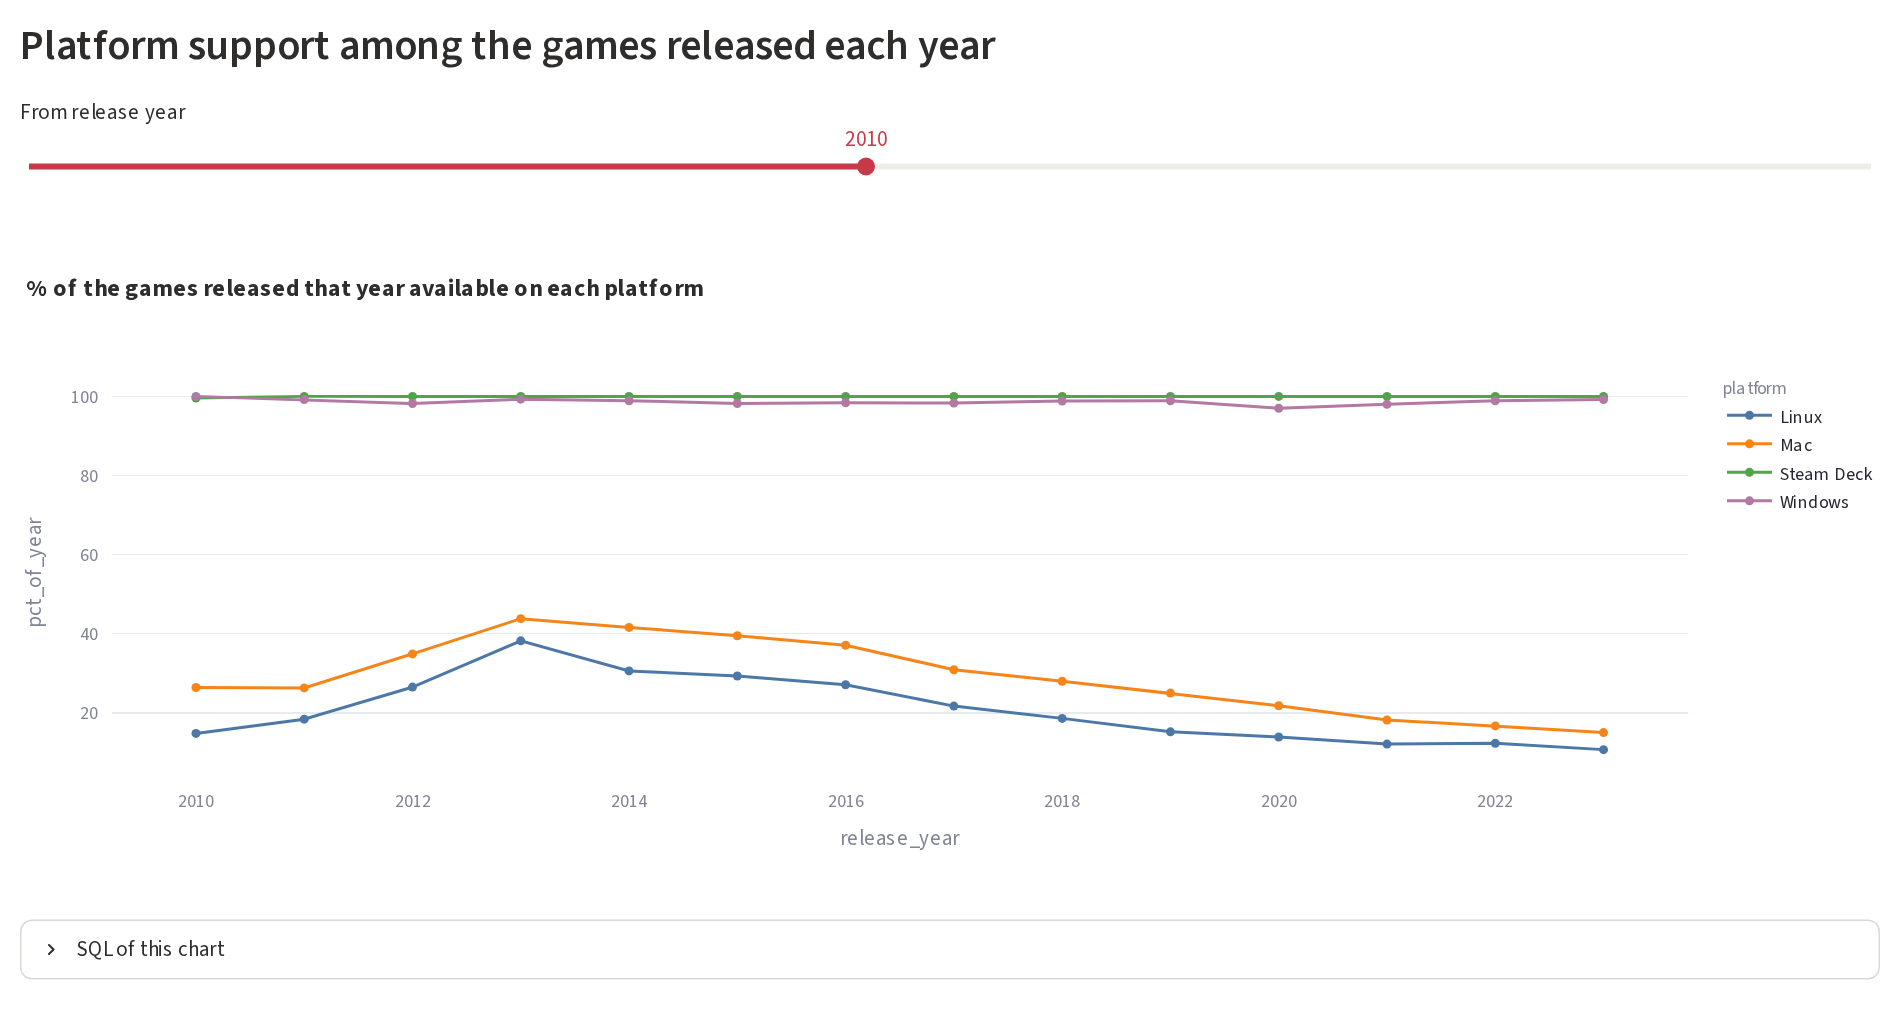 Platform support among the games released each year
From release year
2010
% of the games released that year available on each platform
100
80
60
40
20
pct_of_year
2010
2012
2014
2016
2018
2020
2022
release_year
platform
Linux
Mac
Steam Deck
Windows
SQL of this chart